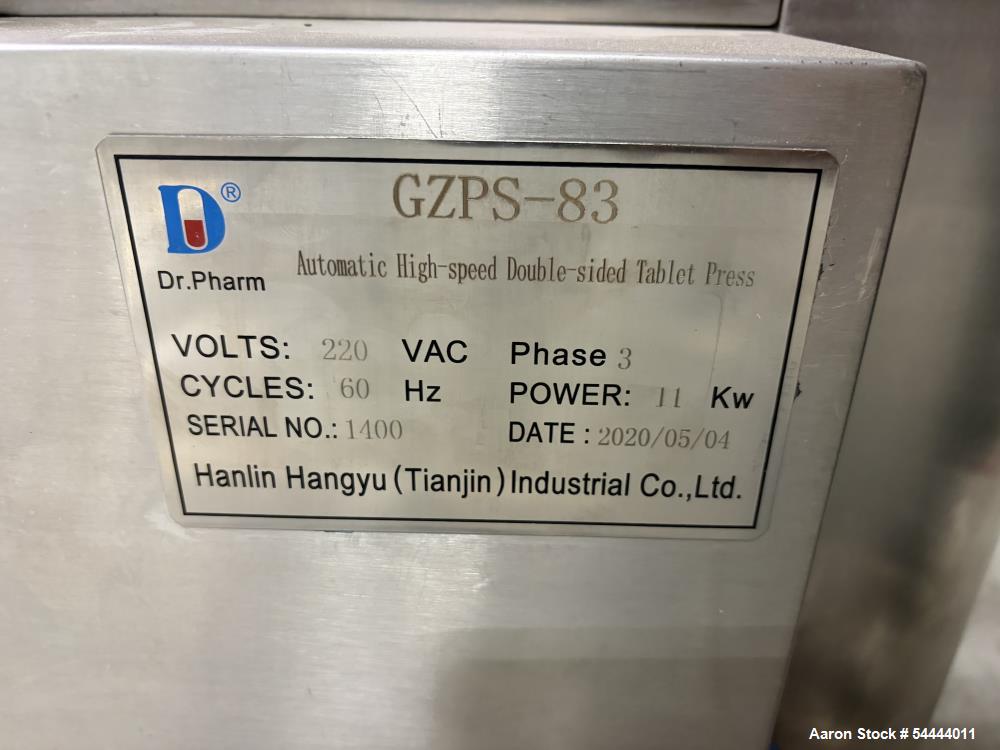 GZPS-83
D®
Dr.Pharm
Automatic High-speed Double-sided Tablet Press
VOLTS: 220 VAC Phase 3
CYCLES: 60 Hz POWER: 11 Kw
SERIAL NO.: 1400 DATE : 2020/05/04
Hanlin Hangyu(Tianjin)Industrial Co.,Ltd.
Aaron Stock # 54444011